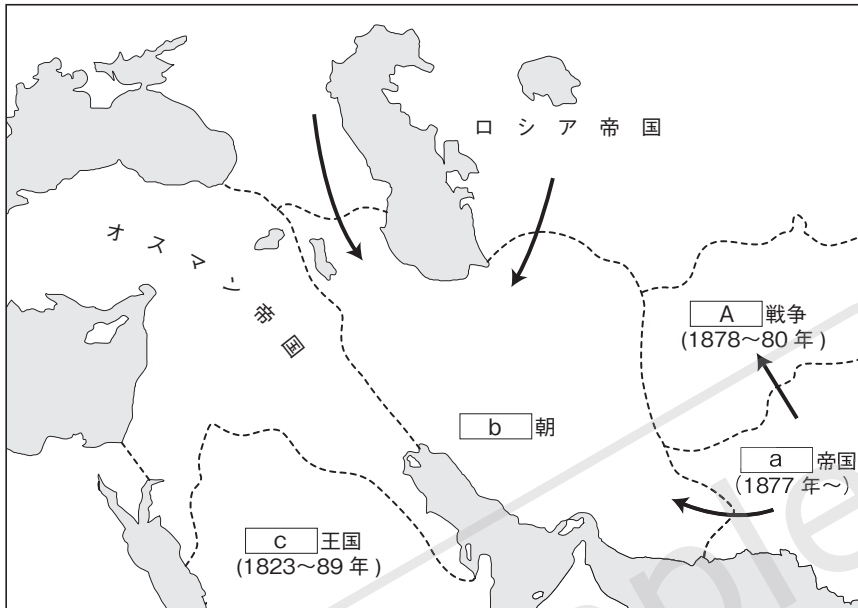 ロシア帝国
オスマン帝国
A 戦争
(1878～80年)
b 朝
a 帝国
(1877年～)
c 王国
(1823～89年)